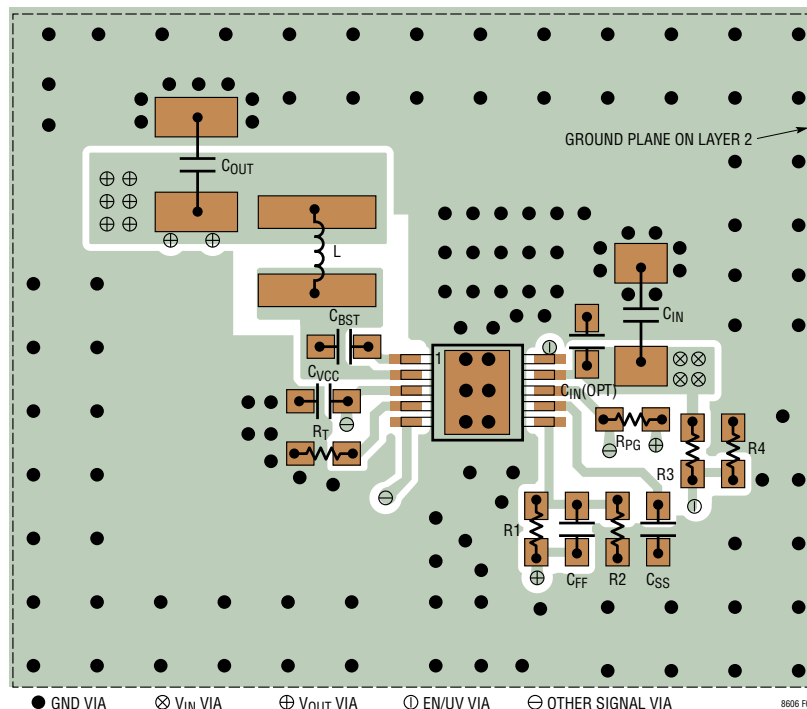 GROUND PLANE ON LAYER 2
COUT
L
CBST
CIN
1
CVCC
CIN(OPT)
RT
RPG
R3
R4
R1
CFF
R2
CSS
GND VIA
VIN VIA
VOUT VIA
EN/UV VIA
OTHER SIGNAL VIA
8606